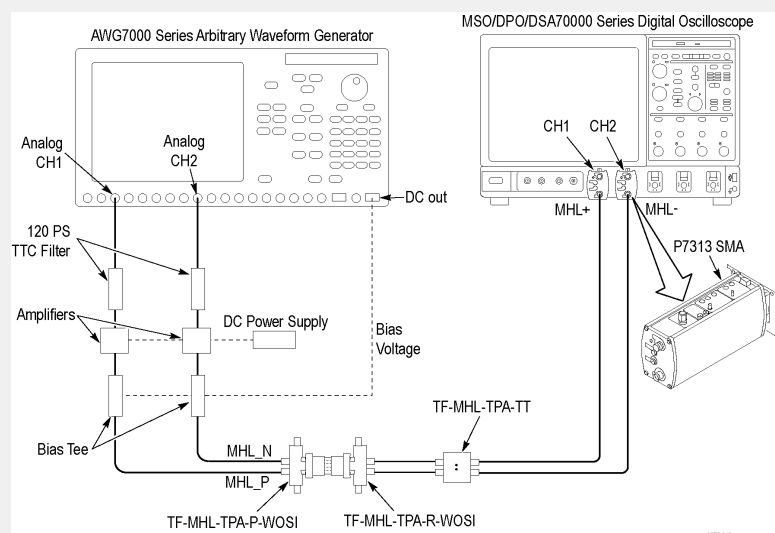 MSO/DPO/DSA70000 Series Digital Oscilloscope
AWG7000 Series Arbitrary Waveform Generator
Analog
CH1
Analog
CH2
CH1
CH2
DC out
MHL+
MHL-
120 PS
TTC Filter
P7313 SMA
Amplifiers
DC Power Supply
Bias
Voltage
TF-MHL-TPA-TT
Bias Tee
MHL_N
MHL_P
TF-MHL-TPA-P-WOSI
TF-MHL-TPA-R-WOSI